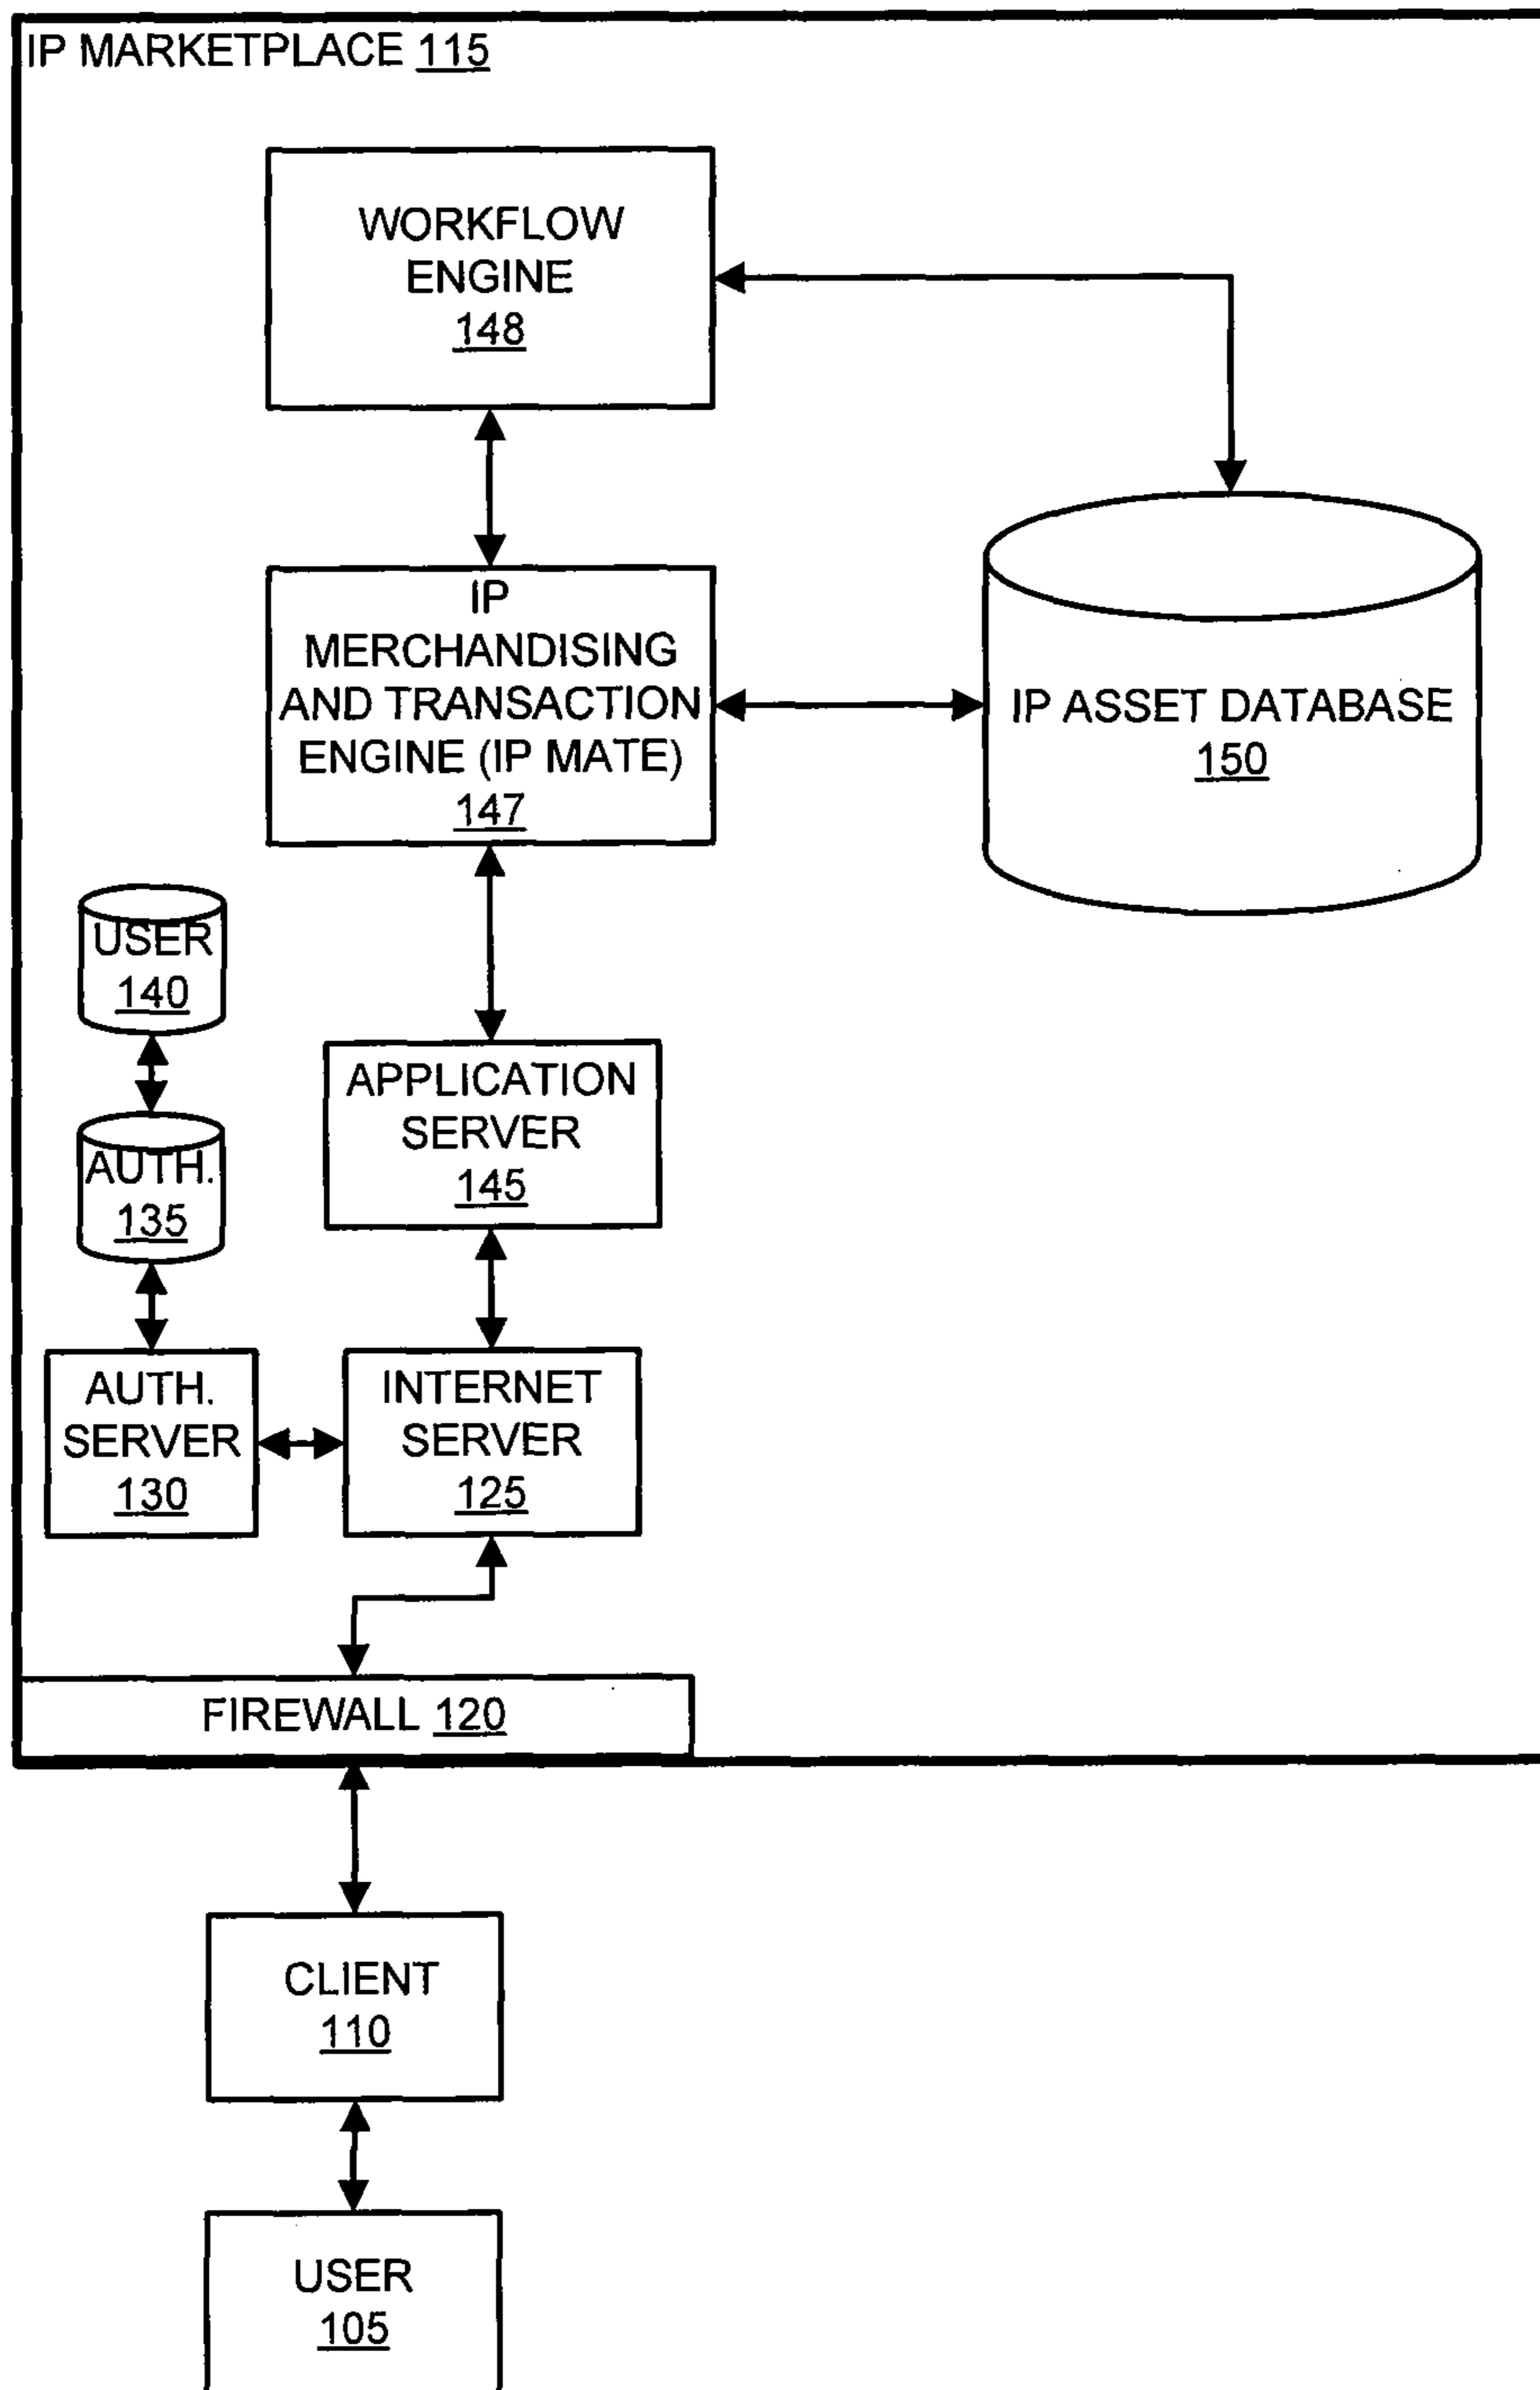 IP MARKETPLACE 115
WORKFLOW
ENGINE
148
IP
MERCHANDISING
AND TRANSACTION
ENGINE (IP MATE)
147
IP ASSET DATABASE
150
USER
140
AUTH.
135
APPLICATION
SERVER
145
AUTH.
SERVER
130
INTERNET
SERVER
125
FIREWALL 120
CLIENT
110
USER
105